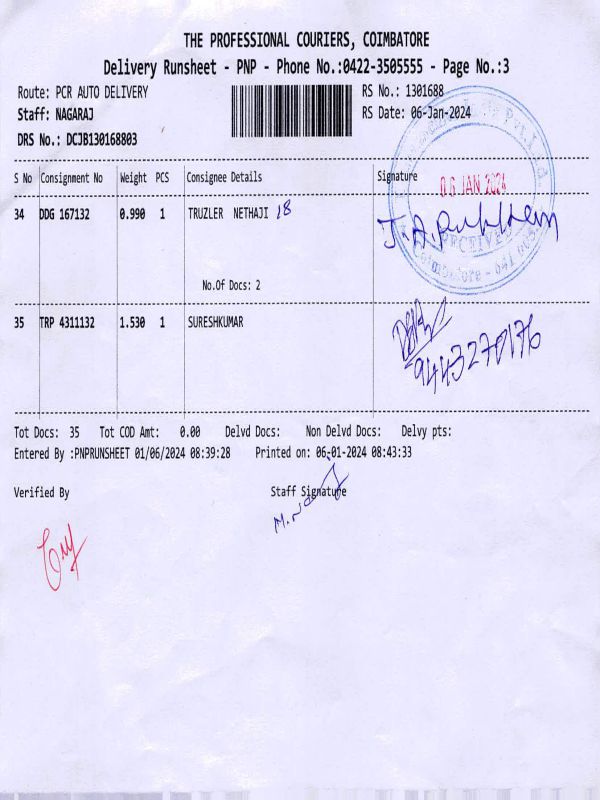 THE PROFESSIONAL COURIERS, COIMBATORE
Delivery Runsheet - PNP - Phone No.:0422-3505555 - Page No.:3
Route: PCR AUTO DELIVERY RS No.: 1301688
Staff: NAGARAJ RS Date: 06-Jan-2024
DRS No.: DCJB130168803
S No Consignment No Weight PCS Consignee Details Signature
06 JAN 2024
34 DDG 167132 0.990 1 TRUZLER NETHAJI 18
RECEIVED
Coimbatore - 641
No.Of Docs: 2
35 TRP 4311132 1.530 1 SURESHKUMAR
9443270176
Tot Docs: 35 Tot COD Amt: 0.00 Delvd Docs: Non Delvd Docs: Delvy pts:
Entered By :PNPRUNSHEET 01/06/2024 08:39:28 Printed on: 06-01-2024 08:43:33
Verified By Staff Signature